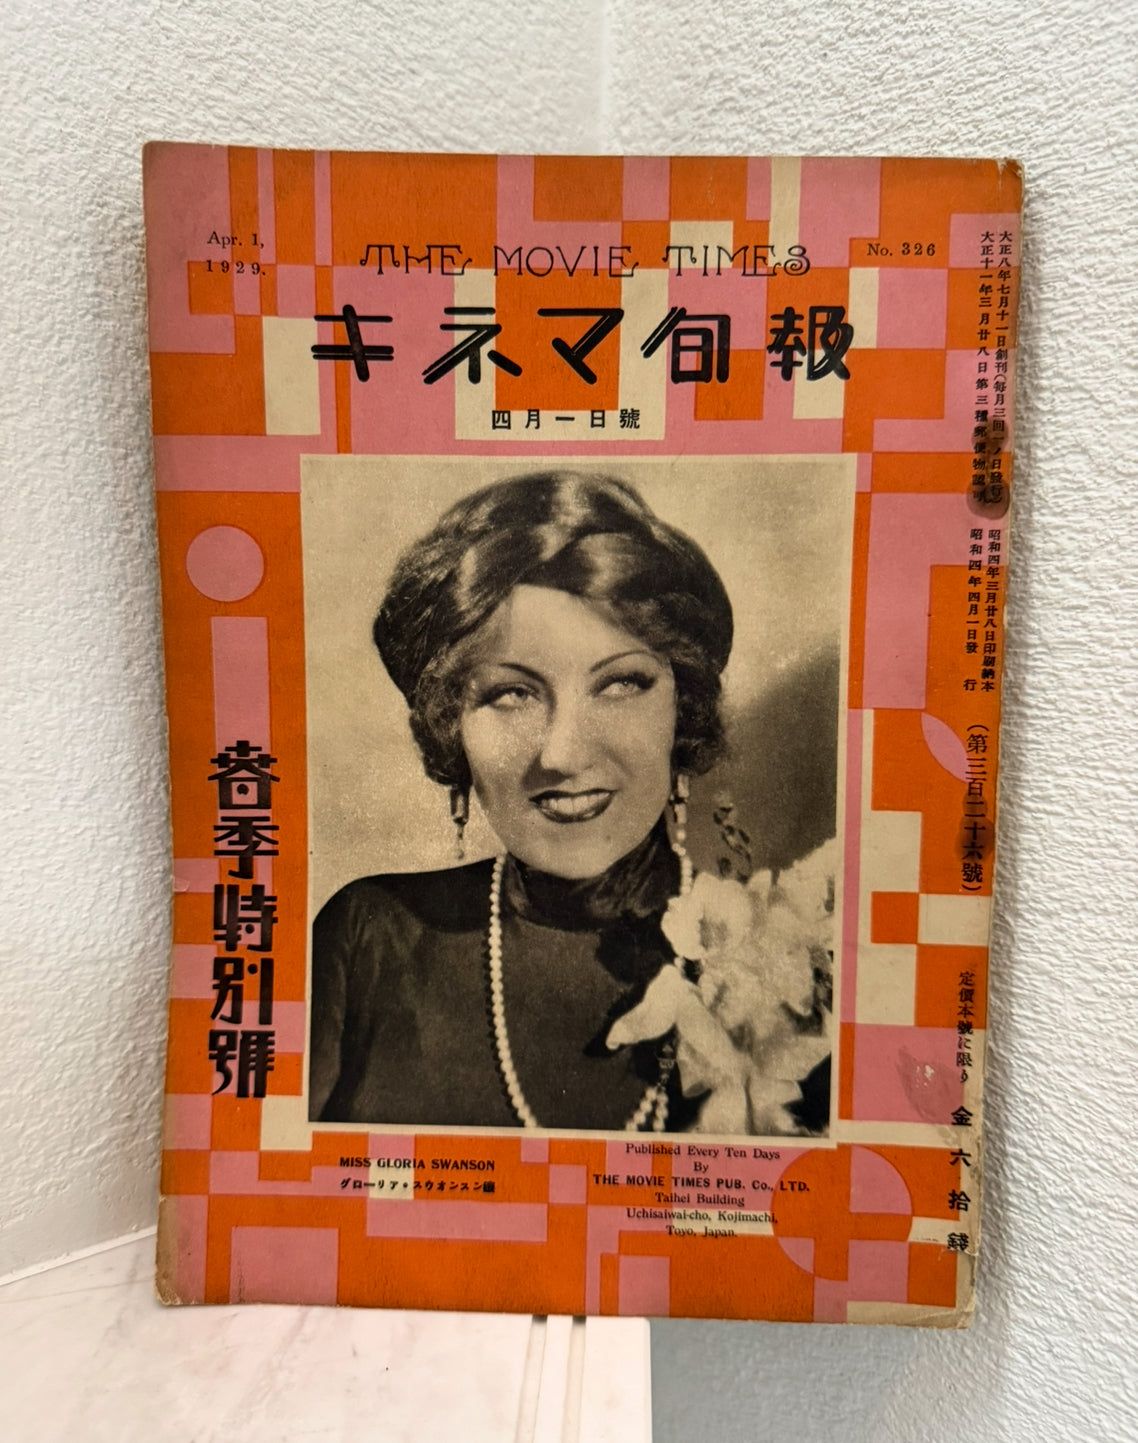 Apr. 1,
1929.
THE MOVIE TIMES
No. 326
キネマ旬報
四月一日號
大正八年七月十一日創刊(毎月三回一ノ日發行)
大正十一年三月廿八日第三種郵便物認可
昭和四年三月廿八日印刷納本
昭和四年四月一日發行
(第三百二十六號)
定價本號に限り 金六拾錢
春季特別號
MISS GLORIA SWANSON
グローリア・スウオンスン孃
Published Every Ten Days
By
THE MOVIE TIMES PUB. Co., LTD.
Taihei Building
Uchisaiwai-cho, Kojimachi,
Toyo, Japan.